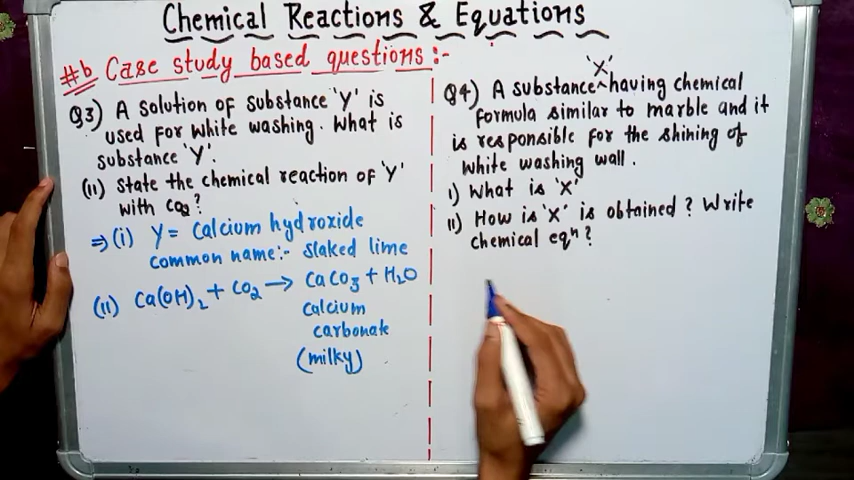 Chemical Reactions & Equations
#6 Case study based questions:-
Q3) A solution of substance 'Y' is
used for white washing. What is
substance 'Y'.
(ii) State the chemical reaction of 'Y'
with CO2?
⇒ (i) Y = calcium hydroxide
common name:- slaked lime
(ii) Ca(OH)2 + CO2 → CaCO3 + H2O
calcium
carbonate
(milky)
Q4) A substance 'X' having chemical
formula similar to marble and it
is responsible for the shining of
white washing wall.
i) What is 'X'
ii) How is 'X' is obtained? Write
chemical eqn?